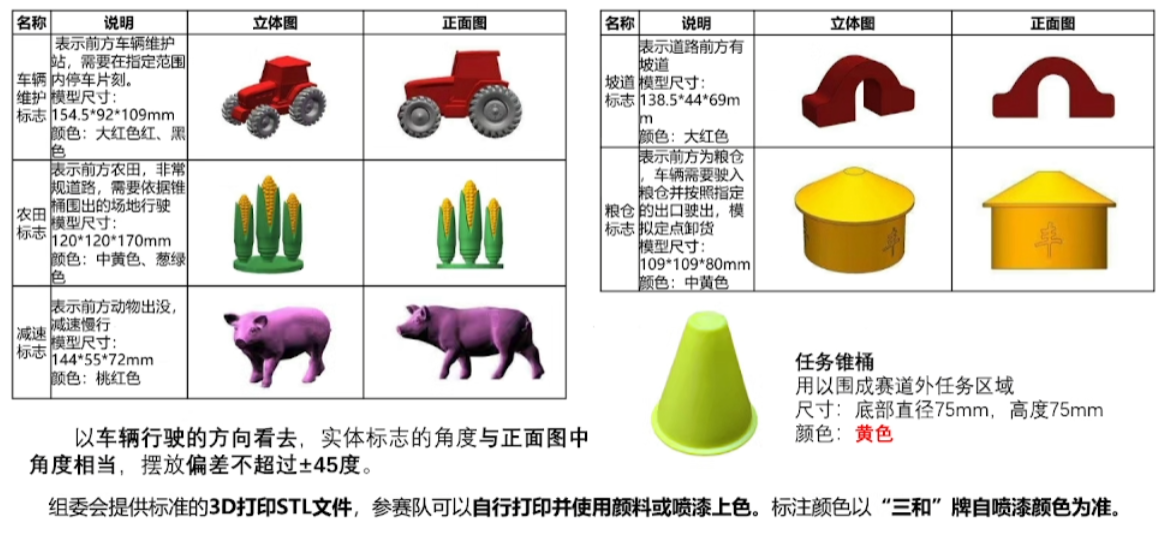 名称 说明 立体图 正面图
车辆
维护
标志
表示前方车辆维护
站，需要在指定范围
内停车片刻。
模型尺寸：
154.5*92*109mm
颜色：大红色红、黑
色
农田
标志
表示前方农田，非常
规道路，需要依据锥
桶围出的场地行驶
模型尺寸：
120*120*170mm
颜色：中黄色、葱绿
色
减速
标志
表示前方动物出没，
减速慢行
模型尺寸：
144*55*72mm
颜色：桃红色
名称 说明 立体图 正面图
坡道
标志
表示道路前方有
坡道
模型尺寸：
138.5*44*69m
m
颜色：大红色
粮仓
标志
表示前方为粮仓
，车辆需要驶入
粮仓并按照指定
的出口驶出，模
拟定点卸货
模型尺寸：
109*109*80mm
颜色：中黄色
丰
丰
任务锥桶
用以围成赛道外任务区域
尺寸：底部直径75mm，高度75mm
颜色：黄色
以车辆行驶的方向看去，实体标志的角度与正面图中
角度相当，摆放偏差不超过±45度。
组委会提供标准的3D打印STL文件，参赛队可以自行打印并使用颜料或喷漆上色。标注颜色以“三和”牌自喷漆颜色为准。